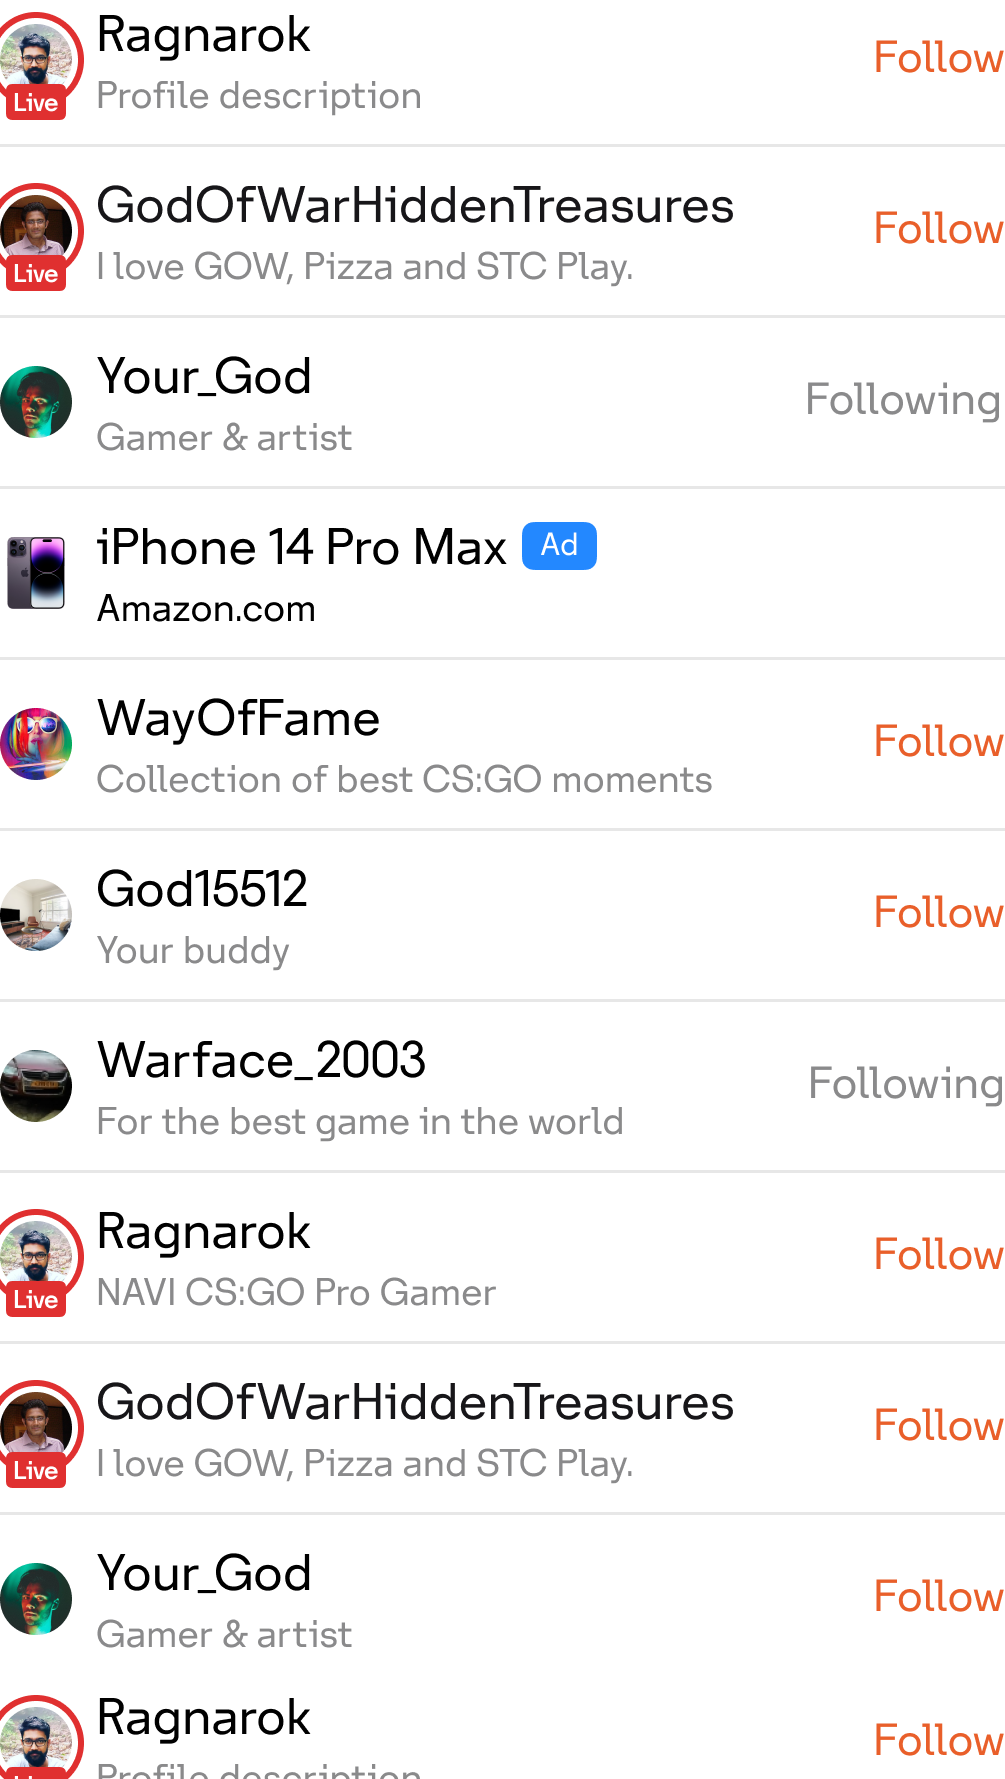 Ragnarok
Follow
Profile description
Live
GodOfWarHiddenTreasures
Follow
I love GOW, Pizza and STC Play.
Live
Your_God
Following
Gamer & artist
iPhone 14 Pro Max Ad
Amazon.com
WayOfFame
Follow
Collection of best CS:GO moments
God15512
Follow
Your buddy
Warface_2003
Following
For the best game in the world
Ragnarok
Follow
NAVI CS:GO Pro Gamer
Live
GodOfWarHiddenTreasures
Follow
I love GOW, Pizza and STC Play.
Live
Your_God
Follow
Gamer & artist
Ragnarok
Follow
Profile description